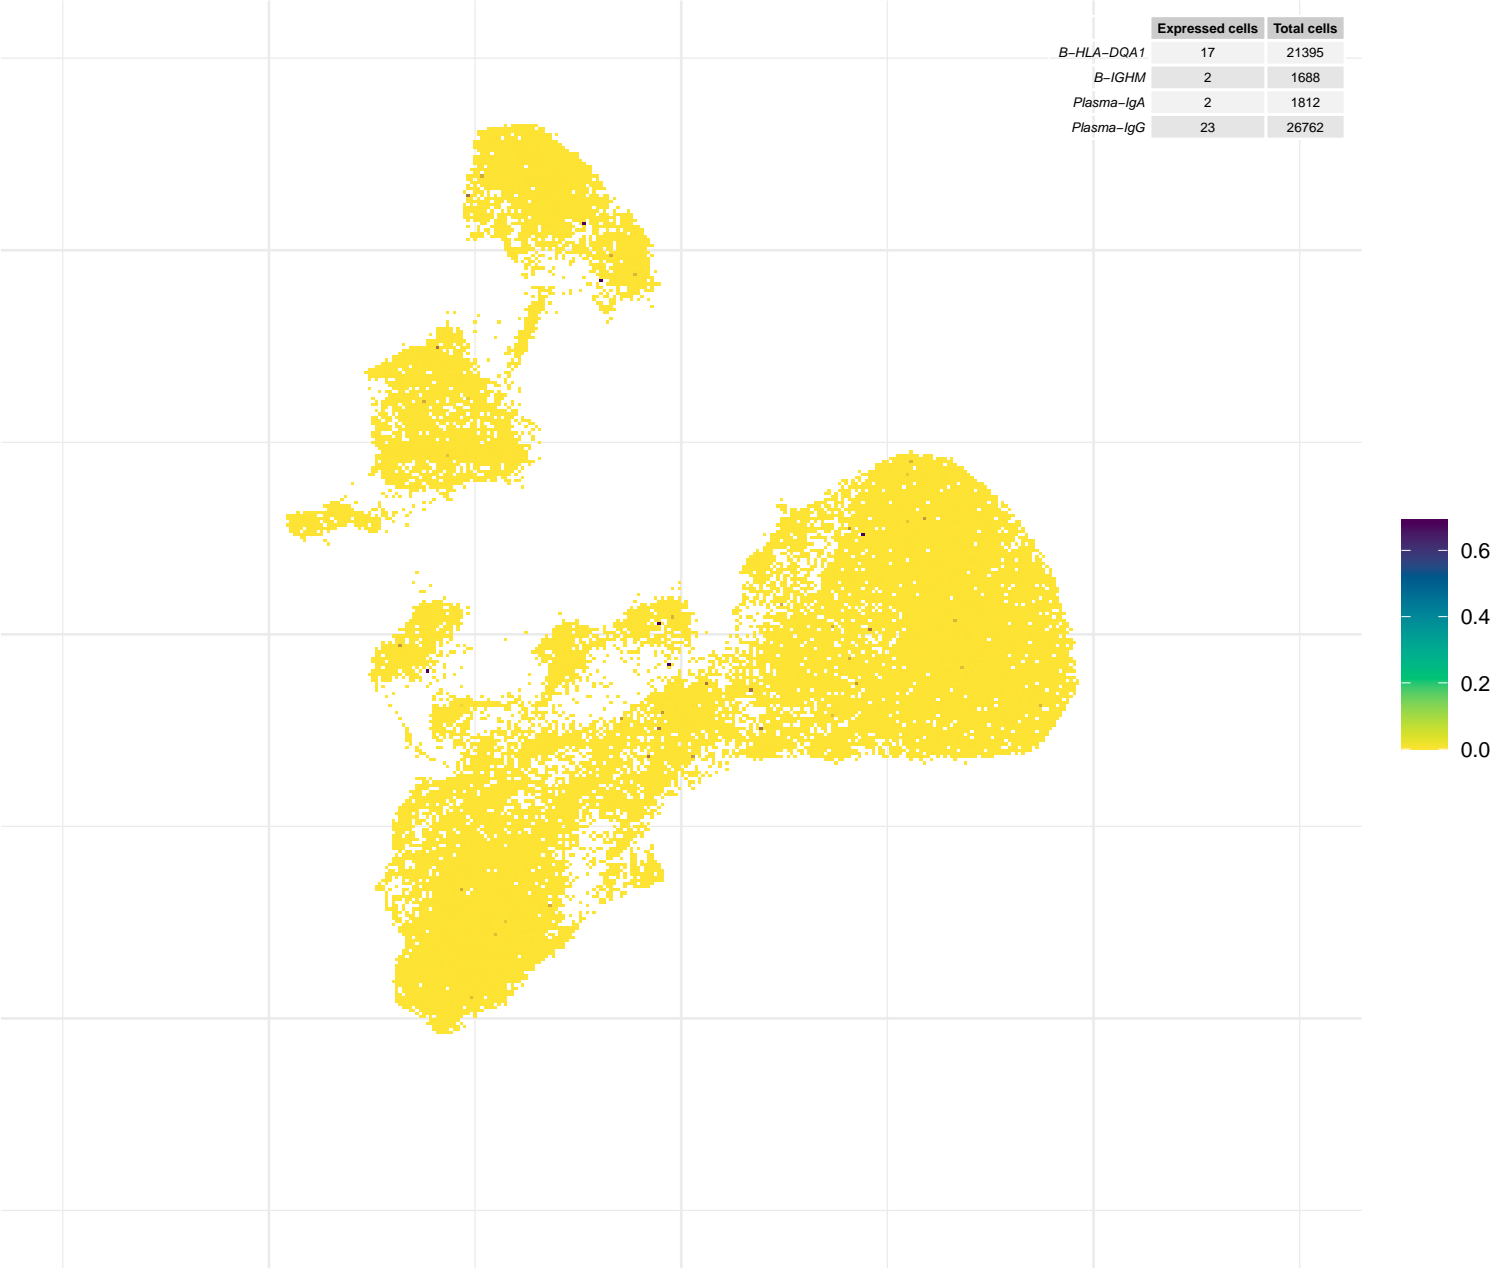 Expressed cells Total cells
B−HLA−DQA1 17 21395
B−IGHM 2 1688
Plasma−IgA 2 1812
Plasma−IgG 23 26762
0.6
0.4
0.2
0.0